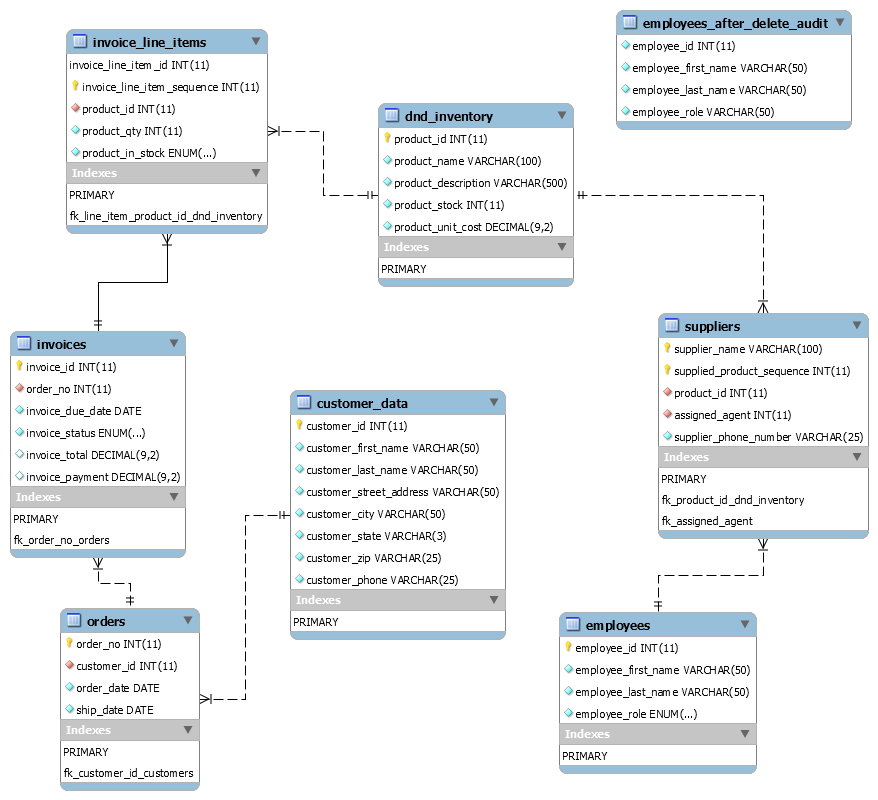 invoice_line_items
invoice_line_item_id INT(11)
invoice_line_item_sequence INT(11)
product_id INT(11)
product_qty INT(11)
product_in_stock ENUM(...)
Indexes
PRIMARY
fk_line_item_product_id_dnd_inventory
employees_after_delete_audit
employee_id INT(11)
employee_first_name VARCHAR(50)
employee_last_name VARCHAR(50)
employee_role VARCHAR(50)
dnd_inventory
product_id INT(11)
product_name VARCHAR(100)
product_description VARCHAR(500)
product_stock INT(11)
product_unit_cost DECIMAL(9,2)
Indexes
PRIMARY
suppliers
supplier_name VARCHAR(100)
supplied_product_sequence INT(11)
product_id INT(11)
assigned_agent INT(11)
supplier_phone_number VARCHAR(25)
Indexes
PRIMARY
fk_product_id_dnd_inventory
fk_assigned_agent
invoices
invoice_id INT(11)
order_no INT(11)
invoice_due_date DATE
invoice_status ENUM(...)
invoice_total DECIMAL(9,2)
invoice_payment DECIMAL(9,2)
Indexes
PRIMARY
fk_order_no_orders
customer_data
customer_id INT(11)
customer_first_name VARCHAR(50)
customer_last_name VARCHAR(50)
customer_street_address VARCHAR(50)
customer_city VARCHAR(50)
customer_state VARCHAR(3)
customer_zip VARCHAR(25)
customer_phone VARCHAR(25)
Indexes
PRIMARY
orders
order_no INT(11)
customer_id INT(11)
order_date DATE
ship_date DATE
Indexes
PRIMARY
fk_customer_id_customers
employees
employee_id INT(11)
employee_first_name VARCHAR(50)
employee_last_name VARCHAR(50)
employee_role ENUM(...)
Indexes
PRIMARY